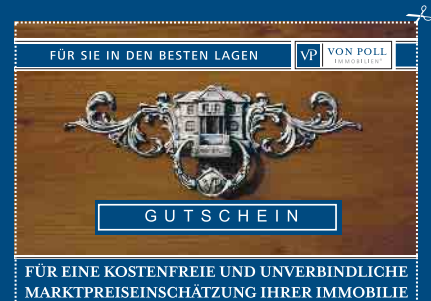 FÜR SIE IN DEN BESTEN LAGEN
VP VON POLL
IMMOBILIEN®
VP
GUTSCHEIN
FÜR EINE KOSTENFREIE UND UNVERBINDLICHE
MARKTPREISEINSCHÄTZUNG IHRER IMMOBILIE